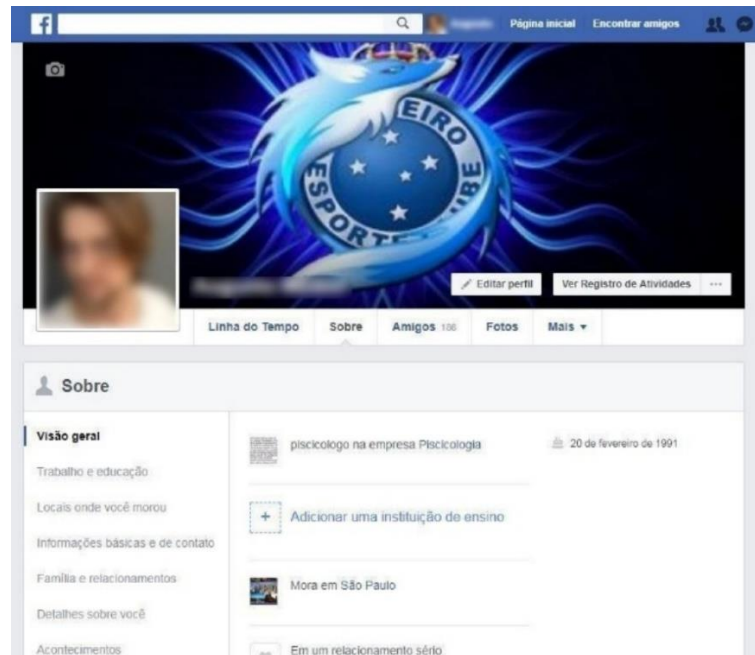 f
Página inicial Encontrar amigos
EIRO
ESPORTE CLUBE
Editar perfil Ver Registro de Atividades ...
Linha do Tempo Sobre Amigos 186 Fotos Mais
Sobre
Visão geral
Trabalho e educação
Locais onde você morou
Informações básicas e de contato
Família e relacionamentos
Detalhes sobre você
Acontecimentos
piscicologo na empresa Piscicologia
20 de fevereiro de 1991
+ Adicionar uma instituição de ensino
Mora em São Paulo
Em um relacionamento sério